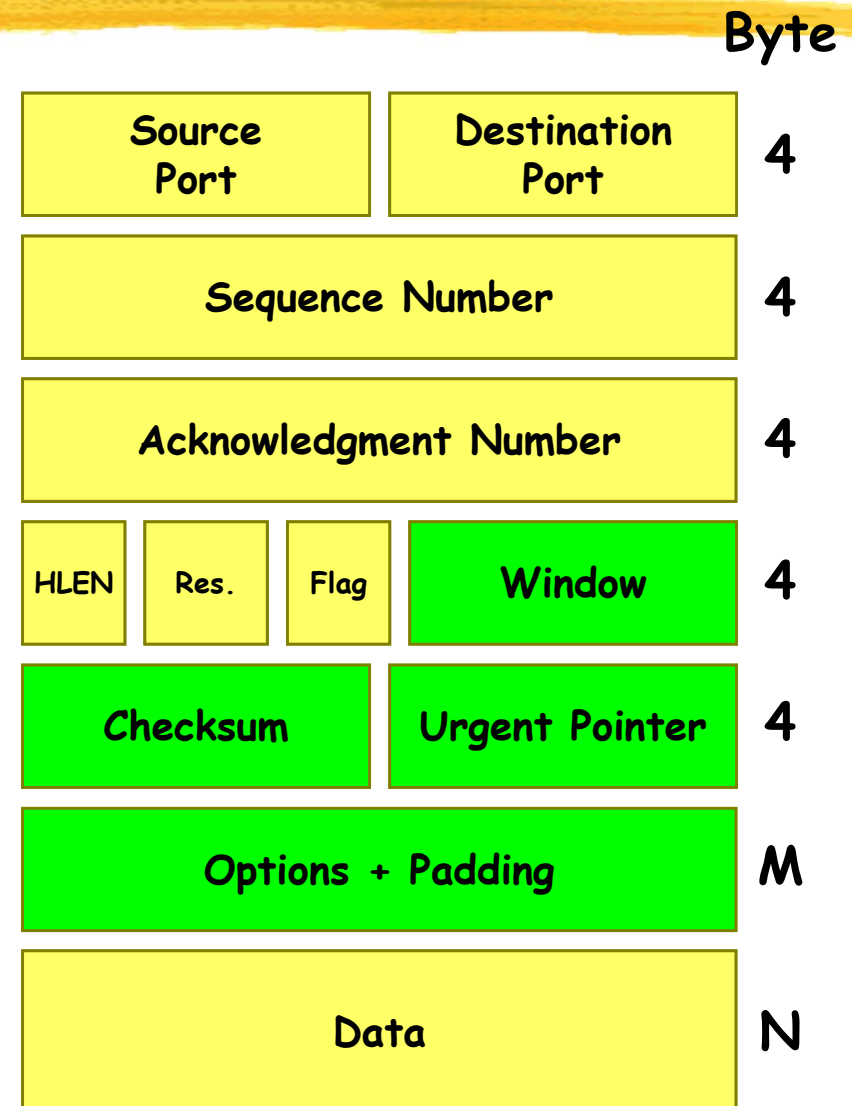 Byte
Source
Port
Destination
Port
4
Sequence Number
4
Acknowledgment Number
4
HLEN
Res.
Flag
Window
4
Checksum
Urgent Pointer
4
Options + Padding
M
Data
N